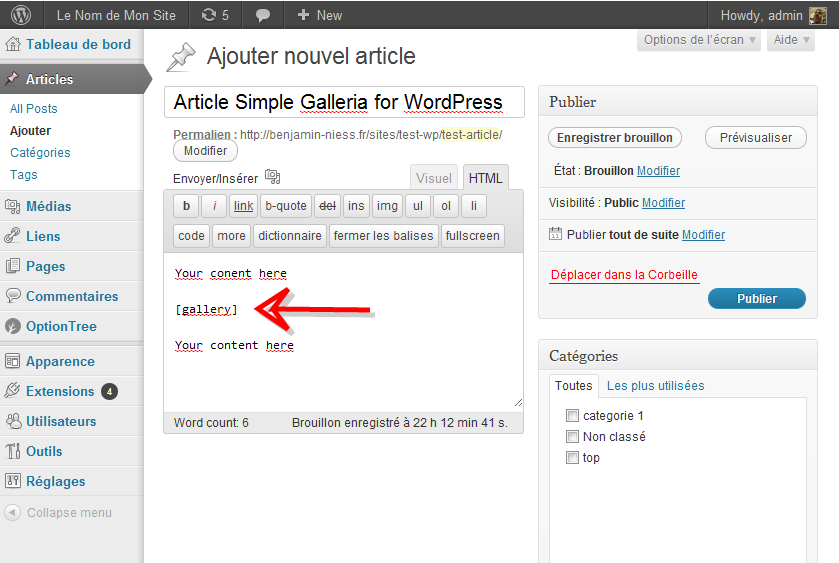 Le Nom de Mon Site 5 New Howdy, admin
Options de l'écran Aide
Tableau de bord
Articles
All Posts
Ajouter
Catégories
Tags
Médias
Liens
Pages
Commentaires
OptionTree
Apparence
Extensions 4
Utilisateurs
Outils
Réglages
Collapse menu
Ajouter nouvel article
Article Simple Galleria for WordPress
Permalien : http://benjamin-niess.fr/sites/test-wp/test-article/
Modifier
Envoyer/Insérer
Visuel HTML
b i link b-quote del ins img ul ol li
code more dictionnaire fermer les balises fullscreen
Your conent here
[gallery]
Your content here
Word count: 6 Brouillon enregistré à 22 h 12 min 41 s.
Publier
Enregistrer brouillon Prévisualiser
État : Brouillon Modifier
Visibilité : Public Modifier
Publier tout de suite Modifier
Déplacer dans la Corbeille
Publier
Catégories
Toutes Les plus utilisées
categorie 1
Non classé
top